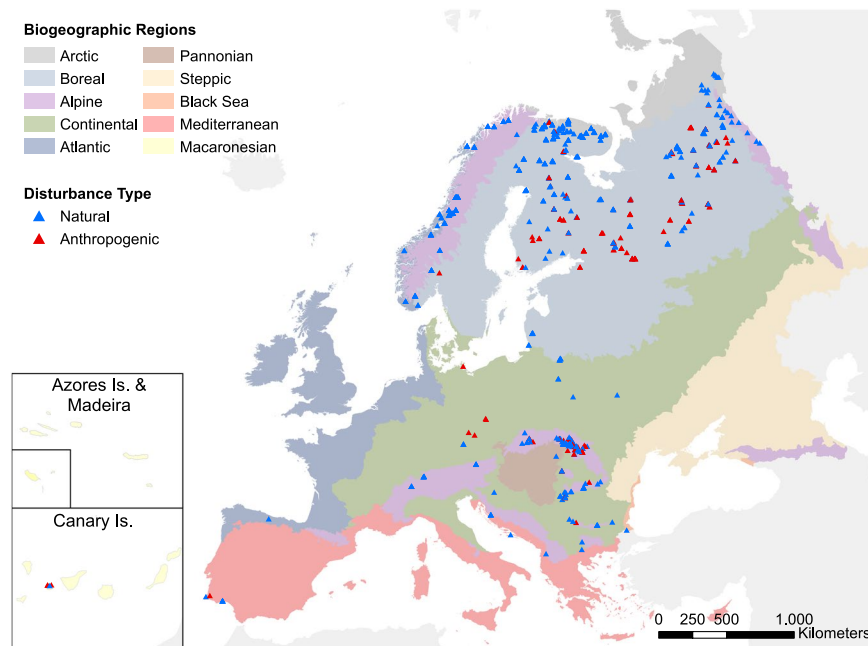 Biogeographic Regions
Arctic
Pannonian
Boreal
Steppic
Alpine
Black Sea
Continental
Mediterranean
Atlantic
Macaronesian
Disturbance Type
Natural
Anthropogenic
Azores Is. &
Madeira
Canary Is.
0 250 500 1.000
Kilometers